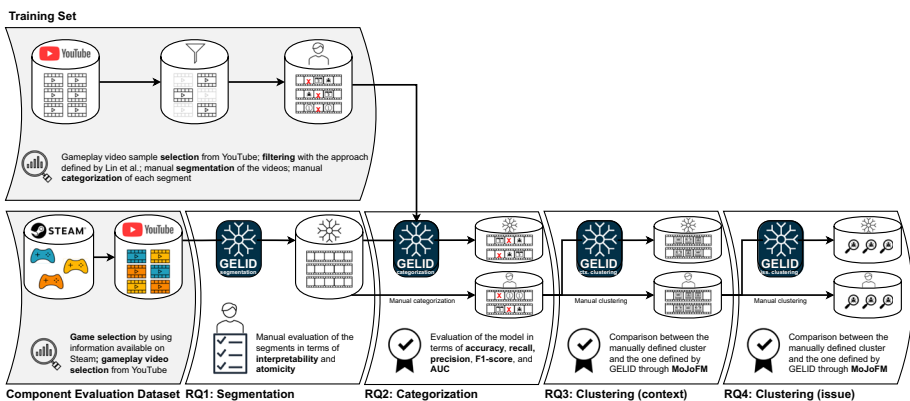 Training Set
YouTube
Gameplay video sample selection from YouTube; filtering with the approach
defined by Lin et al.; manual segmentation of the videos; manual
categorization of each segment
STEAM
YouTube
GELID
segmentation
GELID
categorization
GELID
ctx. clustering
GELID
iss. clustering
Manual categorization
Manual clustering
Manual clustering
Game selection by using
information available on
Steam; gameplay video
selection from YouTube
Manual evaluation of the
segments in terms of
interpretability and
atomicity
Evaluation of the model in
terms of accuracy, recall,
precision, F1-score, and
AUC
Comparison between the
manually defined cluster
and the one defined by
GELID through MoJoFM
Comparison between the
manually defined cluster
and the one defined by
GELID through MoJoFM
Component Evaluation Dataset
RQ1: Segmentation
RQ2: Categorization
RQ3: Clustering (context)
RQ4: Clustering (issue)